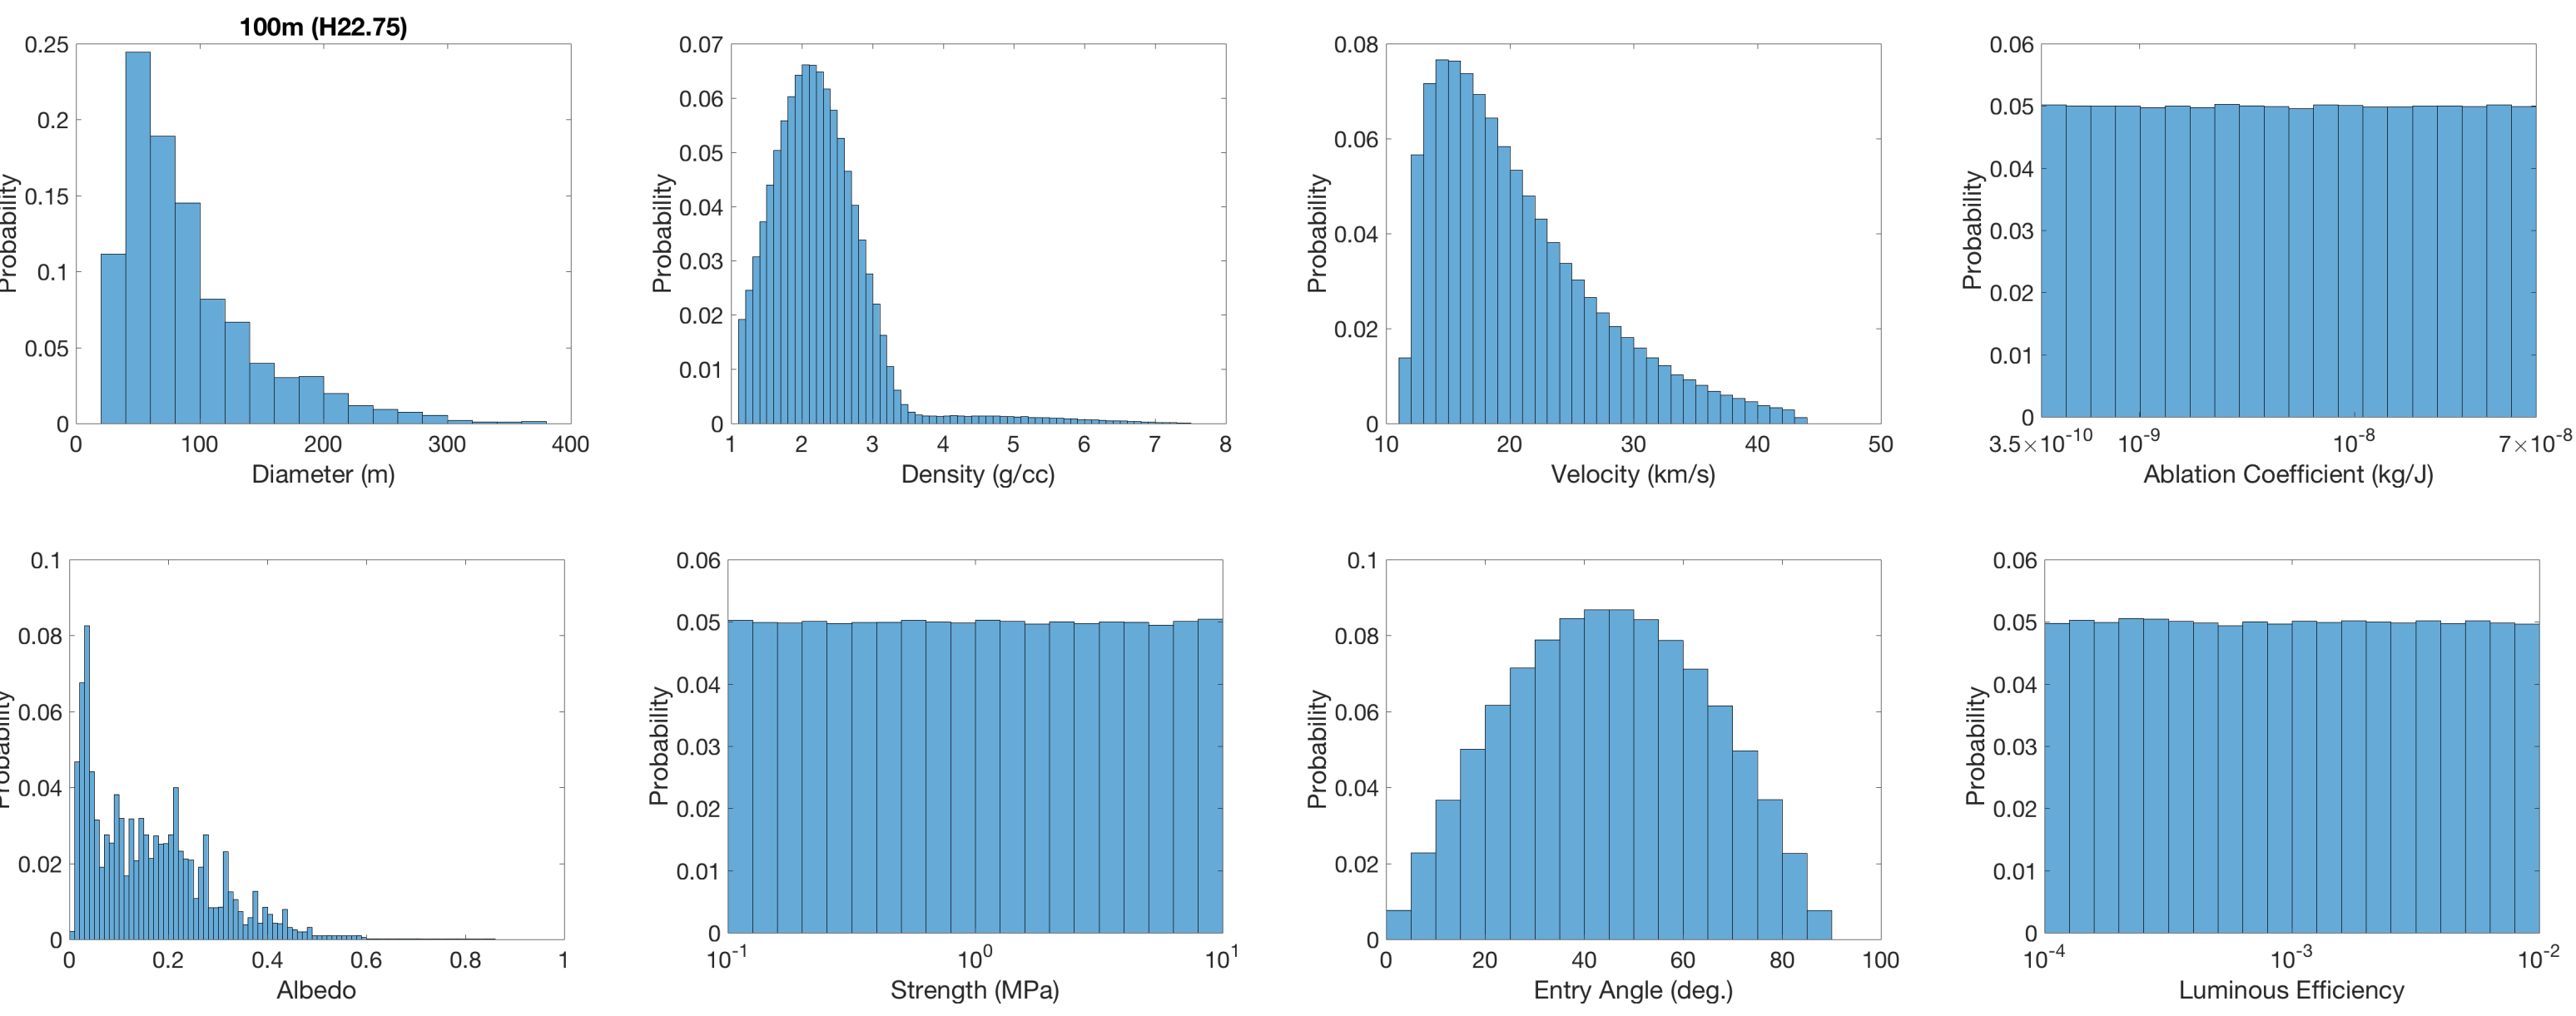 100m (H22.75)
0.25
0.2
0.15
0.1
0.05
0
Probability
0 100 200 300 400
Diameter (m)
0.07
0.06
0.05
0.04
0.03
0.02
0.01
0
Probability
1 2 3 4 5 6 7 8
Density (g/cc)
0.08
0.06
0.04
0.02
0
Probability
10 20 30 40 50
Velocity (km/s)
0.06
0.05
0.04
0.03
0.02
0.01
0
Probability
3.5×10⁻¹⁰ 10⁻⁹ 10⁻⁸ 7×10⁻⁸
Ablation Coefficient (kg/J)
0.1
0.08
0.06
0.04
0.02
0
Probability
0 0.2 0.4 0.6 0.8 1
Albedo
0.06
0.05
0.04
0.03
0.02
0.01
0
Probability
10⁻¹ 10⁰ 10¹
Strength (MPa)
0.1
0.08
0.06
0.04
0.02
0
Probability
0 20 40 60 80 100
Entry Angle (deg.)
0.06
0.05
0.04
0.03
0.02
0.01
0
Probability
10⁻⁴ 10⁻³ 10⁻²
Luminous Efficiency